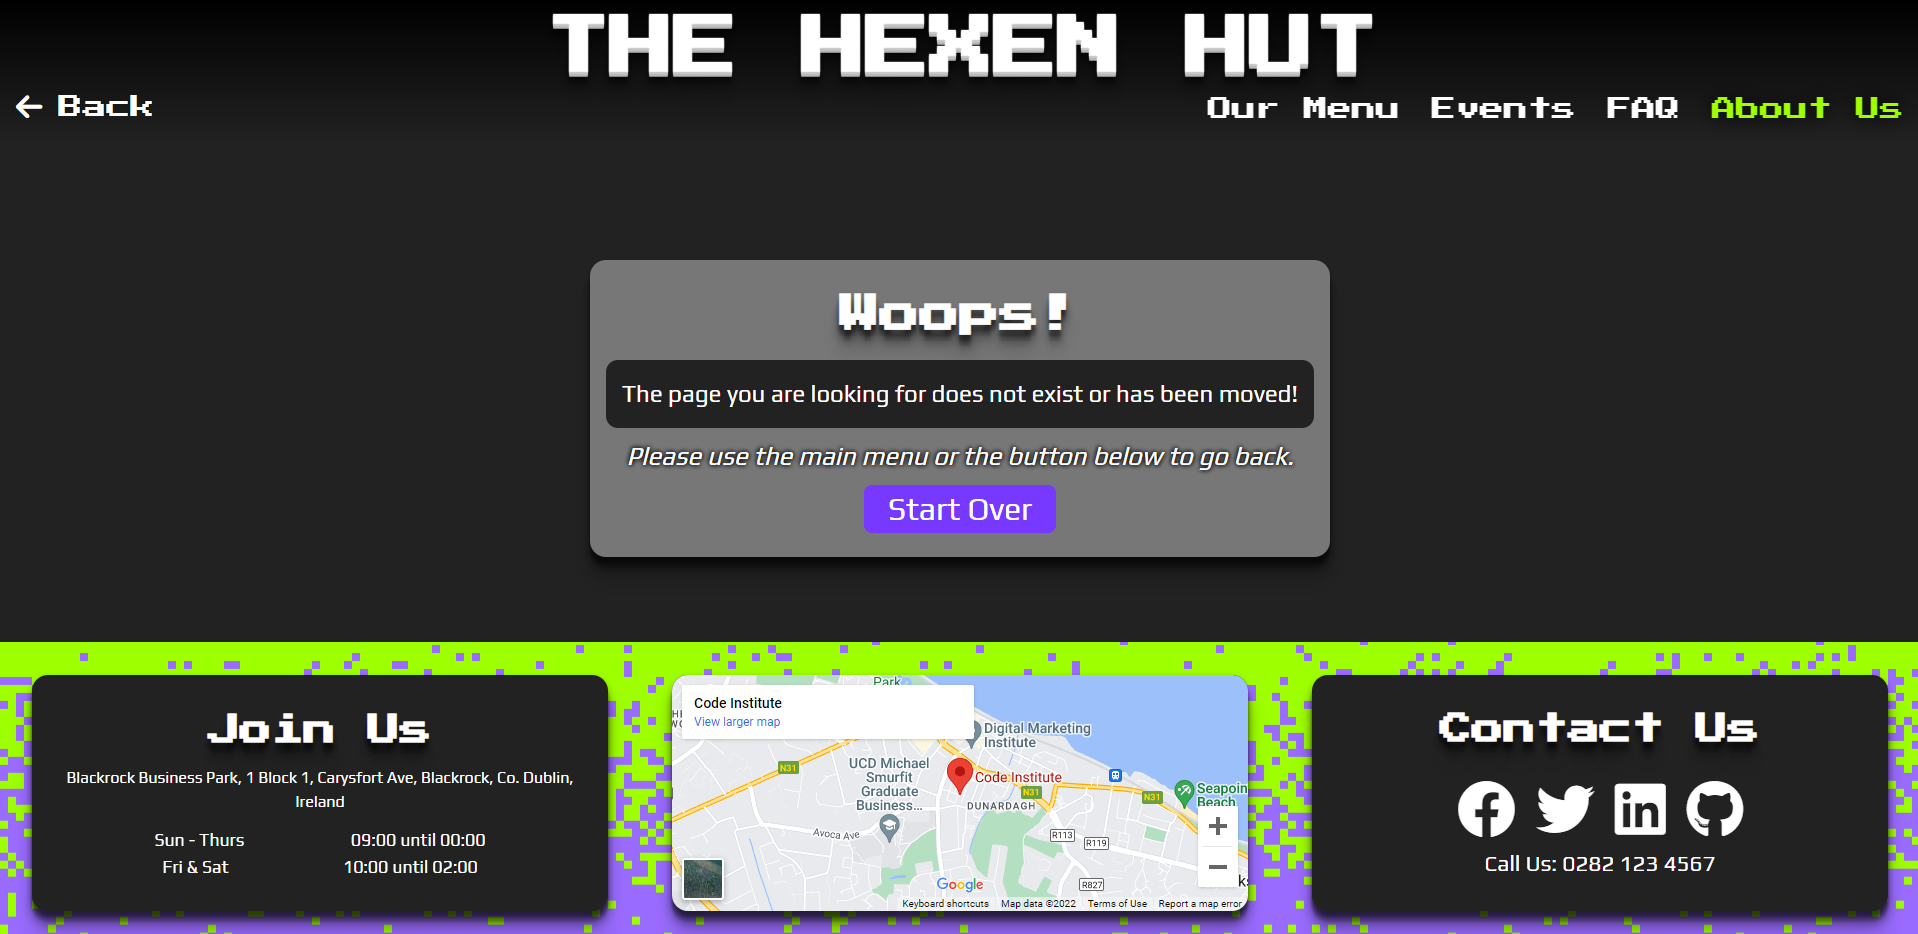 THE HEXEN HUT
Back
Our Menu Events FAQ About Us
Woops!
The page you are looking for does not exist or has been moved!
Please use the main menu or the button below to go back.
Start Over
Join Us
Blackrock Business Park, 1 Block 1, Carysfort Ave, Blackrock, Co. Dublin,
Ireland
Sun - Thurs 09:00 until 00:00
Fri & Sat 10:00 until 02:00
Park
Code Institute
View larger map
Digital Marketing
Institute
N31
UCD Michael
Smurfit
Graduate
Business...
Code Institute
N31
DUNARDAGH
N31
Seapoin
Beach
Avoca Ave
R113
R119
R827
Google
Keyboard shortcuts Map data ©2022 Terms of Use Report a map error
Contact Us
Call Us: 0282 123 4567